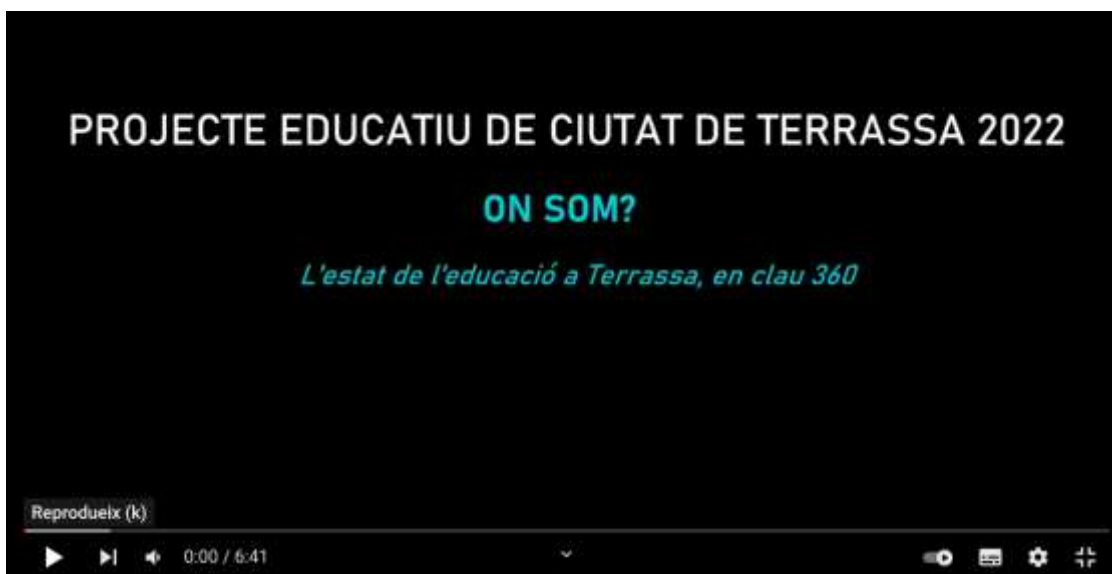 PROJECTE EDUCATIU DE CIUTAT DE TERRASSA 2022
ON SOM?
L'estat de l'educació a Terrassa, en clau 360
Reprodueix (k)
0:00 / 6:41